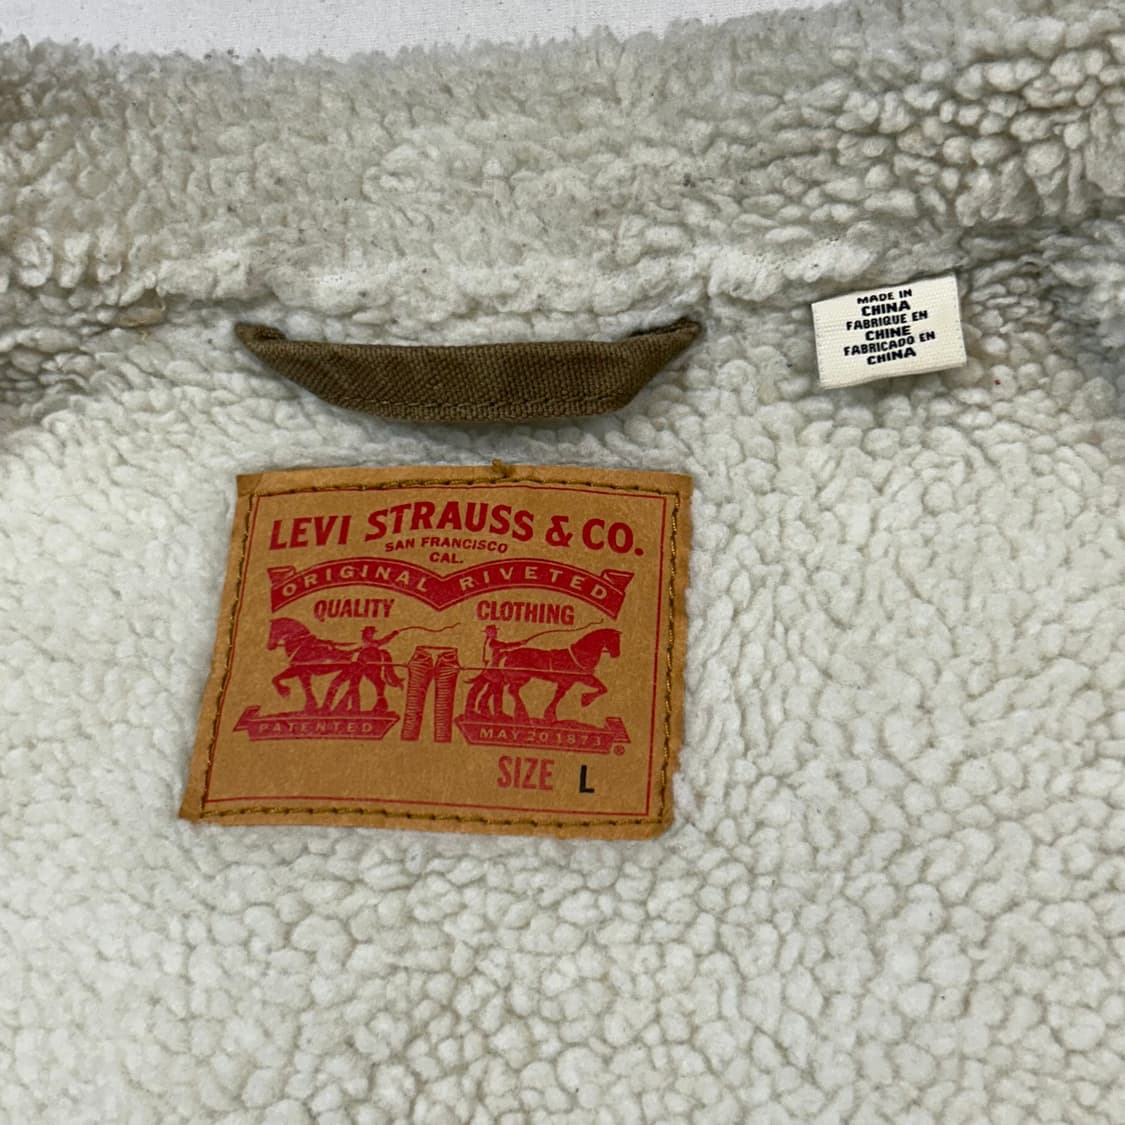 MADE IN
CHINA
FABRIQUE EN
CHINE
FABRICADO EN
CHINA
LEVI STRAUSS & CO.
SAN FRANCISCO
CAL.
ORIGINAL RIVETED
QUALITY CLOTHING
PATENTED MAY 20 1873 ®
SIZE L